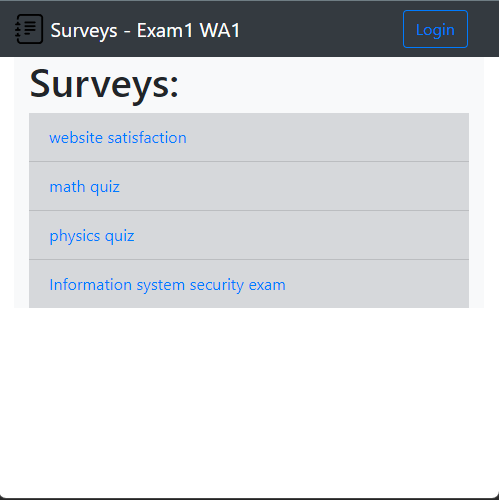 Surveys - Exam1 WA1
Login
Surveys:
website satisfaction
math quiz
physics quiz
Information system security exam